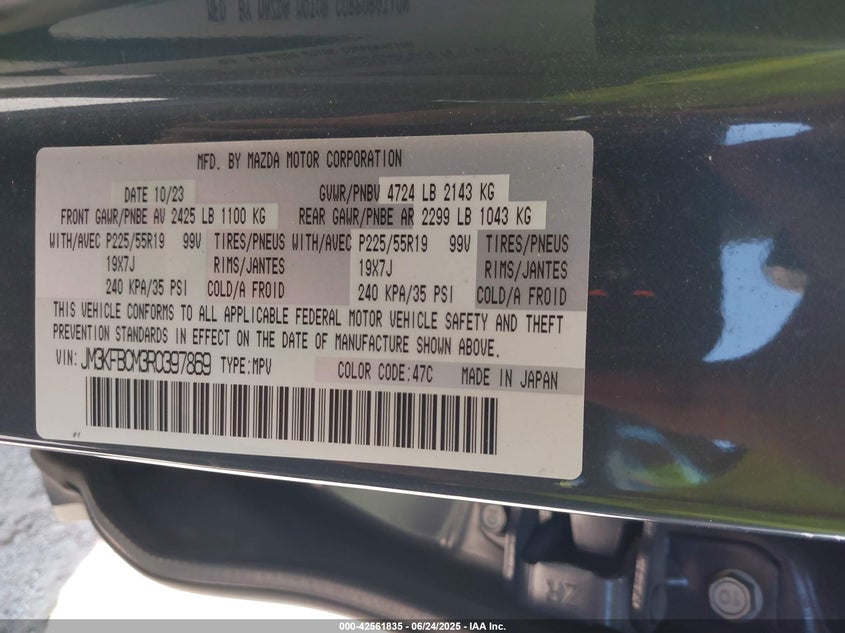 MFD. BY MAZDA MOTOR CORPORATION
DATE 10/23 GVWR/PNBV 4724 LB 2143 KG
FRONT GAWR/PNBE AV 2425 LB 1100 KG REAR GAWR/PNBE AR 2299 LB 1043 KG
WITH/AVEC P225/55R19 99V TIRES/PNEUS WITH/AVEC P225/55R19 99V TIRES/PNEUS
19X7J RIMS/JANTES 19X7J RIMS/JANTES
240 KPA/35 PSI COLD/A FROID 240 KPA/35 PSI COLD/A FROID
THIS VEHICLE CONFORMS TO ALL APPLICABLE FEDERAL MOTOR VEHICLE SAFETY AND THEFT
PREVENTION STANDARDS IN EFFECT ON THE DATE OF MANUFACTURE SHOWN ABOVE.
VIN: JM3KFBCM3R0397869 TYPE:MPV COLOR CODE:47C MADE IN JAPAN
ZR
10
000-42561835 - 06/24/2025 - IAA Inc.